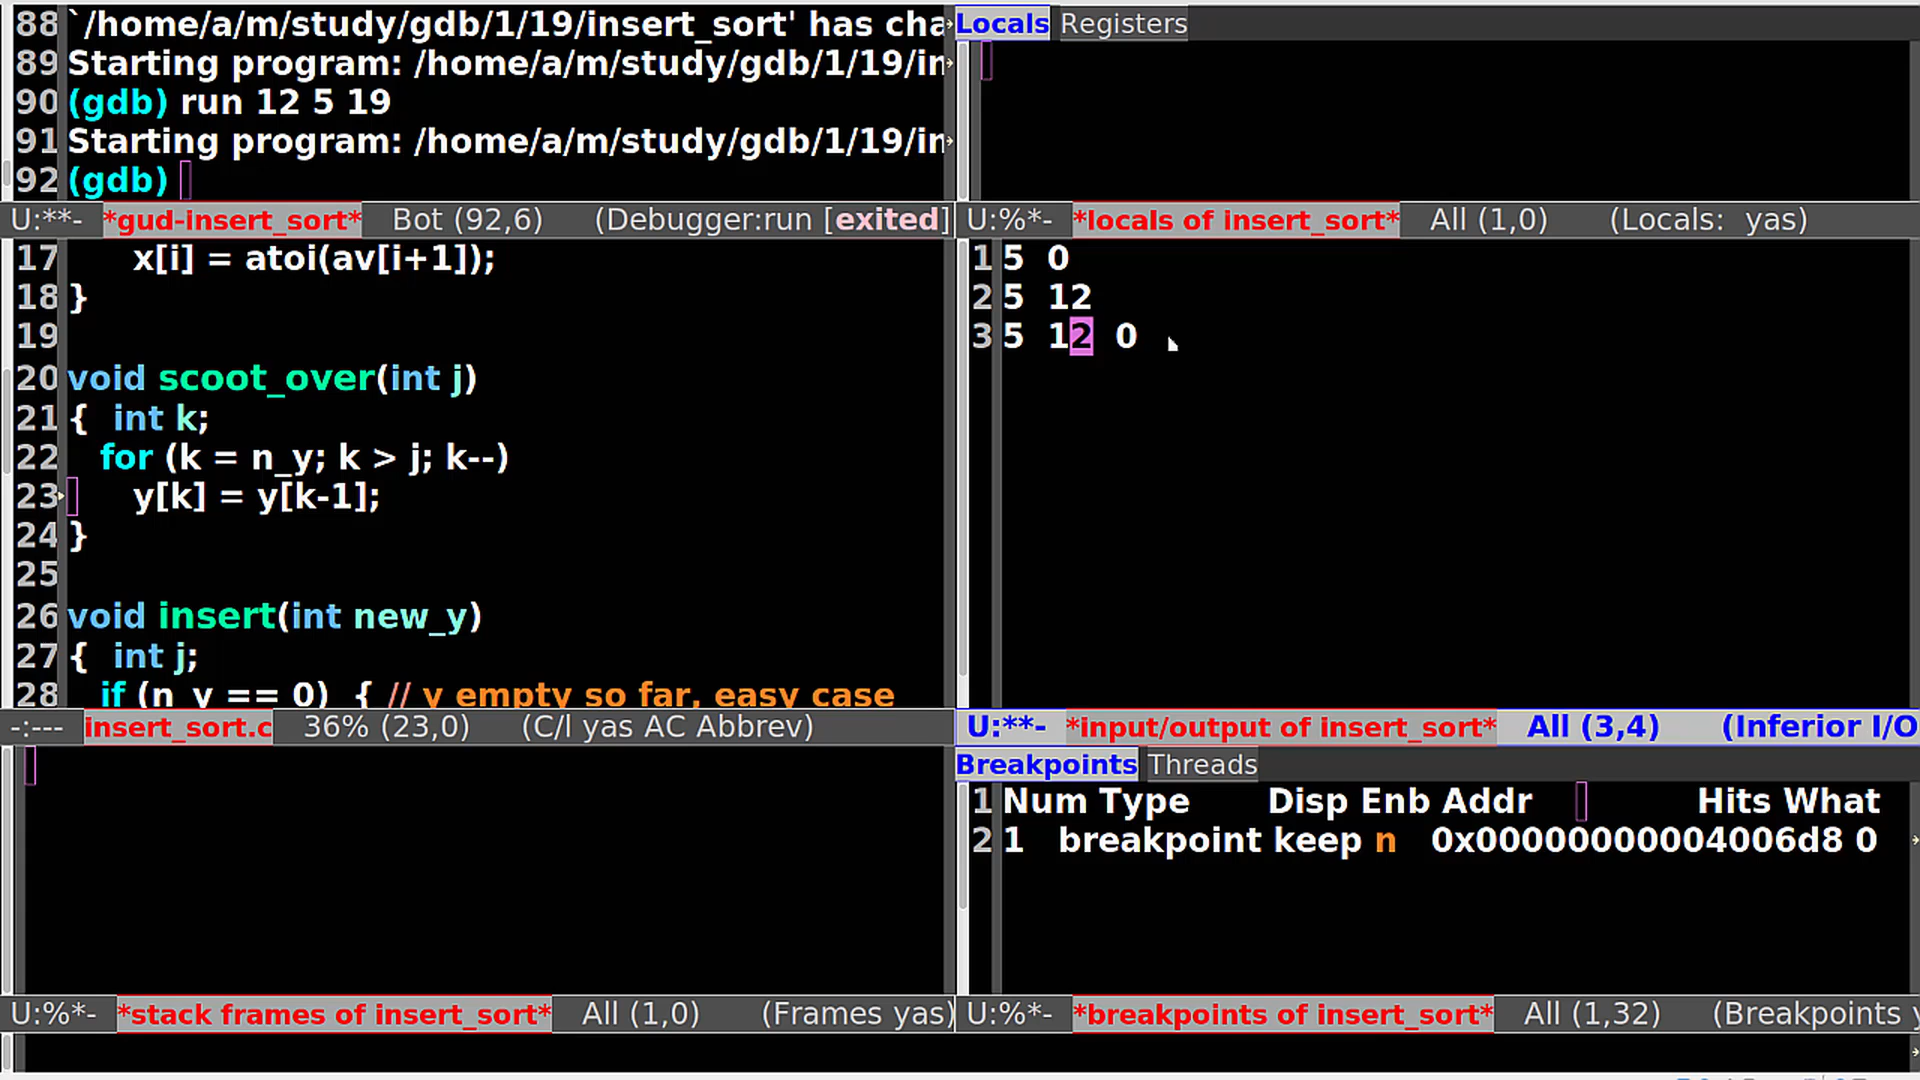 88 `/home/a/m/study/gdb/1/19/insert_sort' has cha
89 Starting program: /home/a/m/study/gdb/1/19/in
90 (gdb) run 12 5 19
91 Starting program: /home/a/m/study/gdb/1/19/in
92 (gdb)
U:**- *gud-insert_sort* Bot (92,6) (Debugger:run [exited]
Locals Registers
U:%*- *locals of insert_sort* All (1,0) (Locals: yas)
17 x[i] = atoi(av[i+1]);
18 }
19
20 void scoot_over(int j)
21 { int k;
22 for (k = n_y; k > j; k--)
23 y[k] = y[k-1];
24 }
25
26 void insert(int new_y)
27 { int j;
28 if (n_y == 0) { // y empty so far, easy case
-:--- insert_sort.c 36% (23,0) (C/l yas AC Abbrev)
1 5 0
2 5 12
3 5 12 0
U:**- *input/output of insert_sort* All (3,4) (Inferior I/O
U:%*- *stack frames of insert_sort* All (1,0) (Frames yas)
Breakpoints Threads
1 Num Type Disp Enb Addr Hits What
2 1 breakpoint keep n 0x00000000004006d8 0
U:%*- *breakpoints of insert_sort* All (1,32) (Breakpoints y